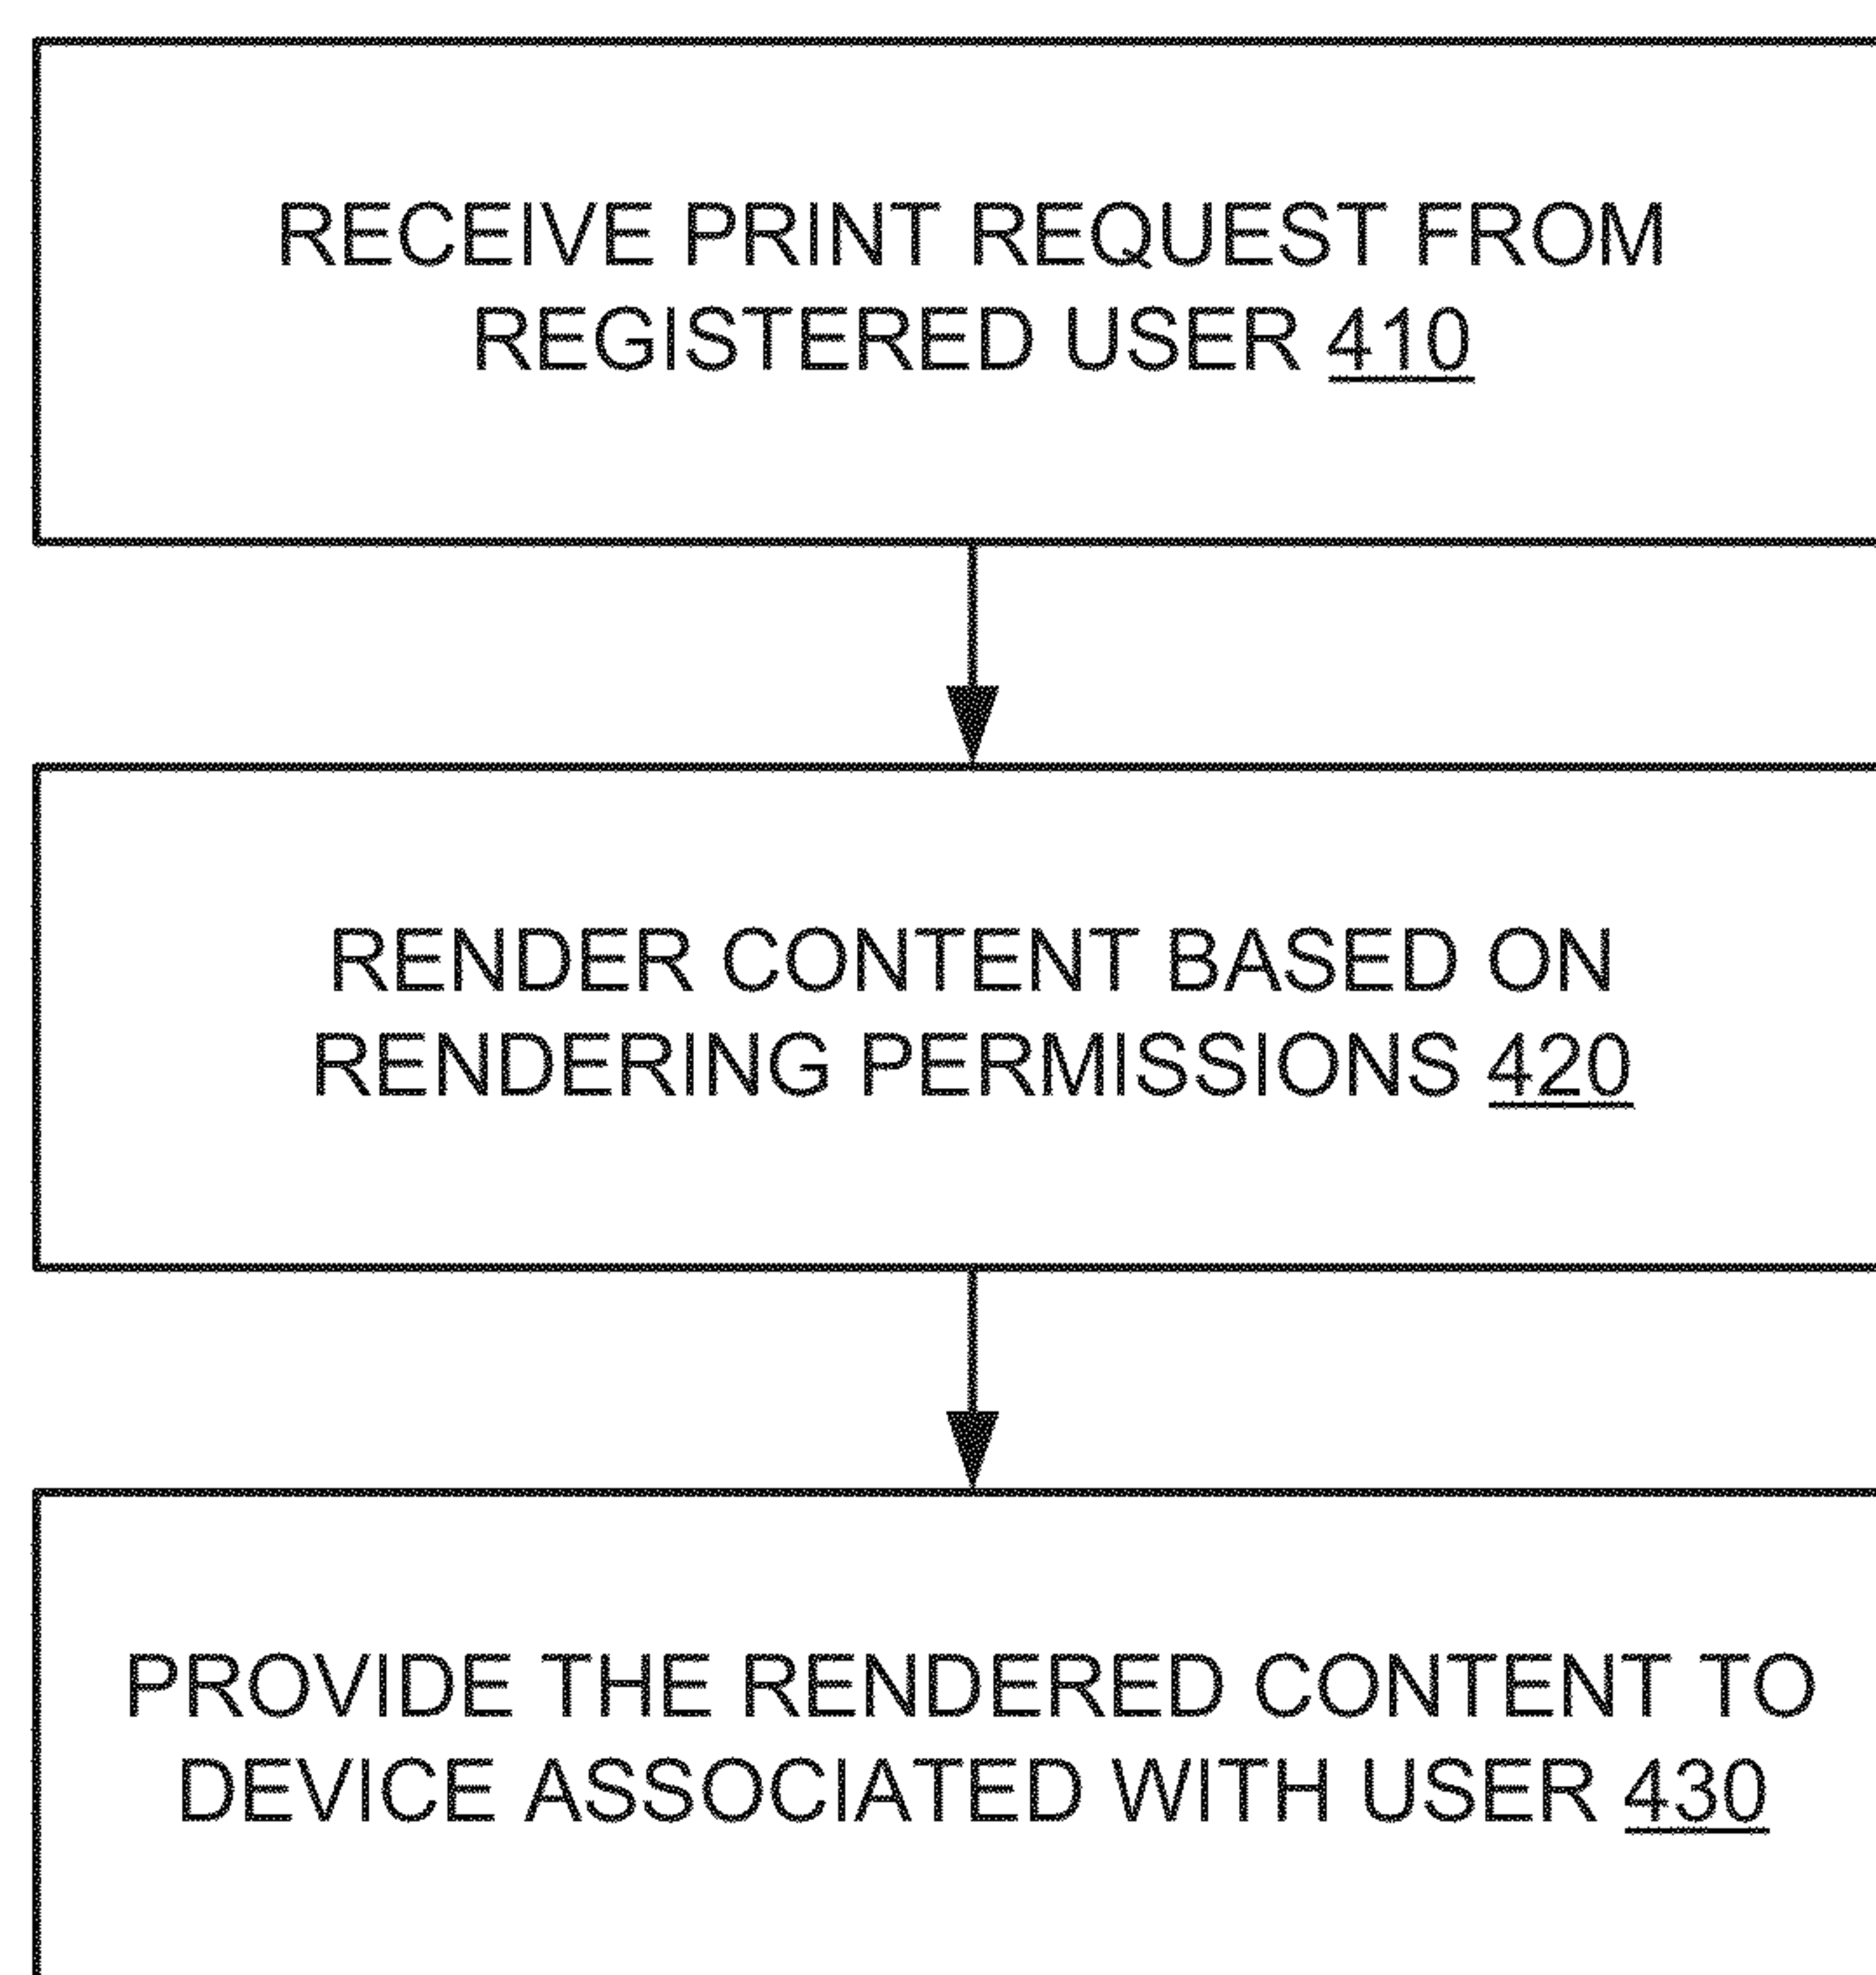 RECEIVE PRINT REQUEST FROM
REGISTERED USER 410
RENDER CONTENT BASED ON
RENDERING PERMISSIONS 420
PROVIDE THE RENDERED CONTENT TO
DEVICE ASSOCIATED WITH USER 430